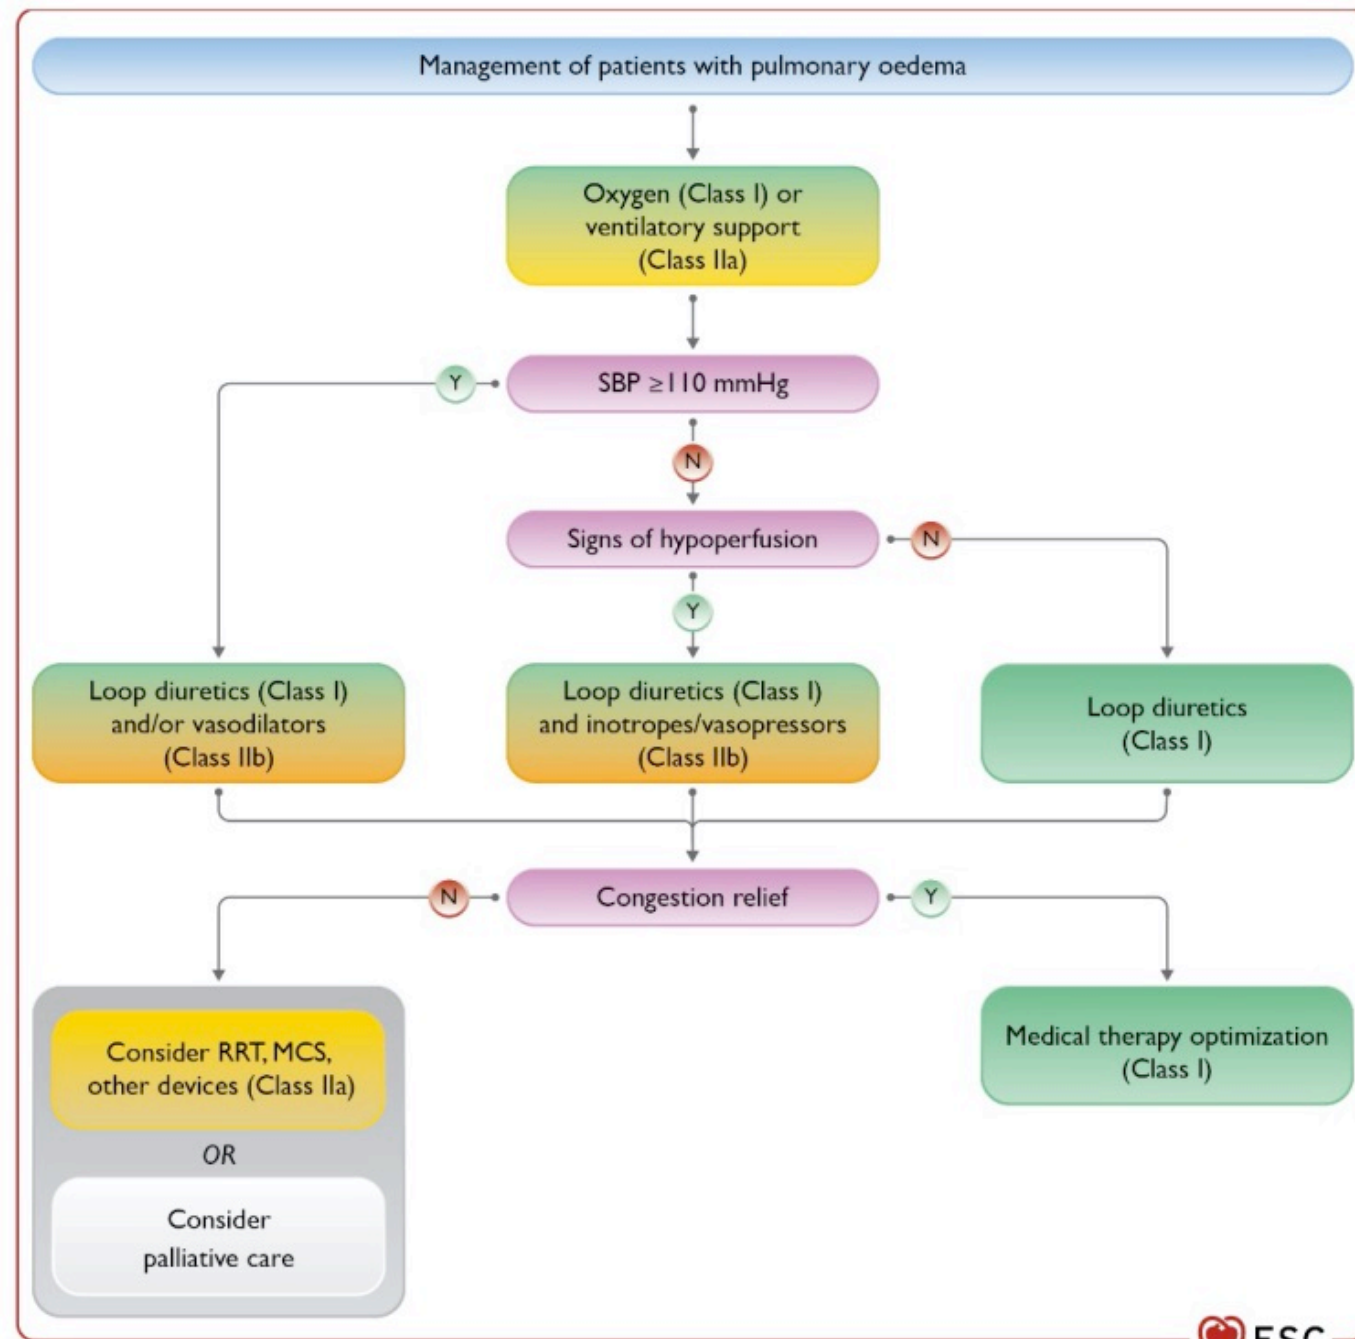 Management of patients with pulmonary oedema
Oxygen (Class I) or
ventilatory support
(Class IIa)
SBP ≥110 mmHg
Y
N
Signs of hypoperfusion
N
Y
Loop diuretics (Class I)
and/or vasodilators
(Class IIb)
Loop diuretics (Class I)
and inotropes/vasopressors
(Class IIb)
Loop diuretics
(Class I)
Congestion relief
N
Y
Consider RRT, MCS,
other devices (Class IIa)
OR
Consider
palliative care
Medical therapy optimization
(Class I)
ESC